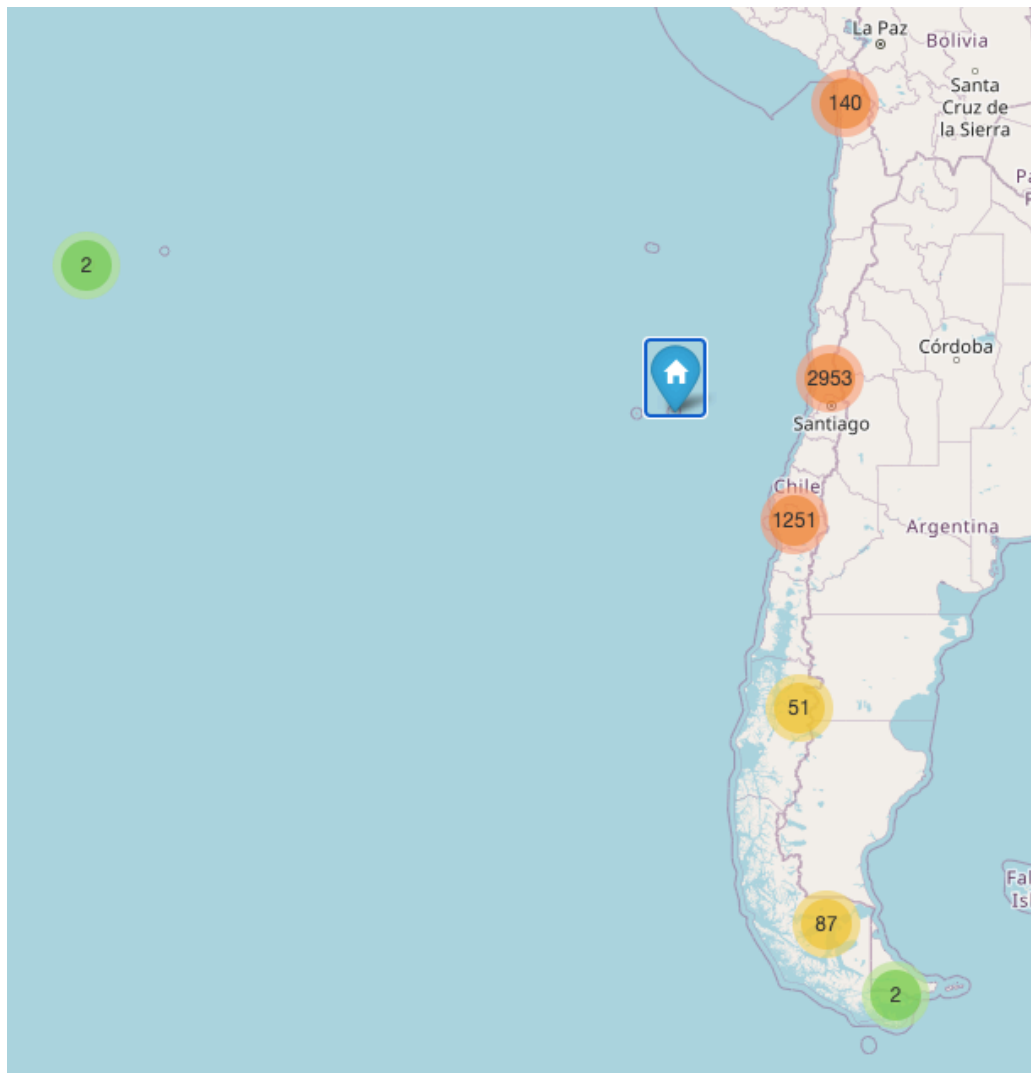 La Paz
Bolivia
Santa
Cruz de
la Sierra
140
2
Córdoba
2953
Santiago
Chile
1251
Argentina
51
87
2